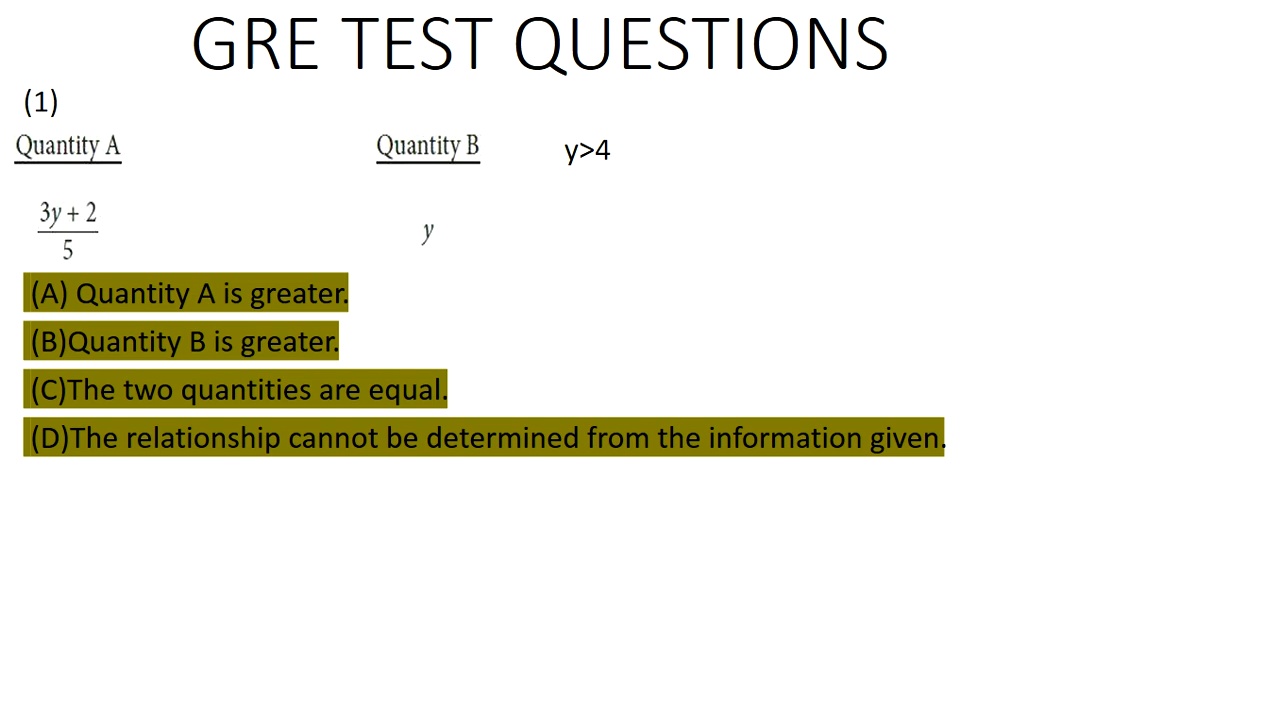 GRE TEST QUESTIONS
(1)
Quantity A Quantity B y>4
3y + 2
5
y
(A) Quantity A is greater.
(B)Quantity B is greater.
(C)The two quantities are equal.
(D)The relationship cannot be determined from the information given.